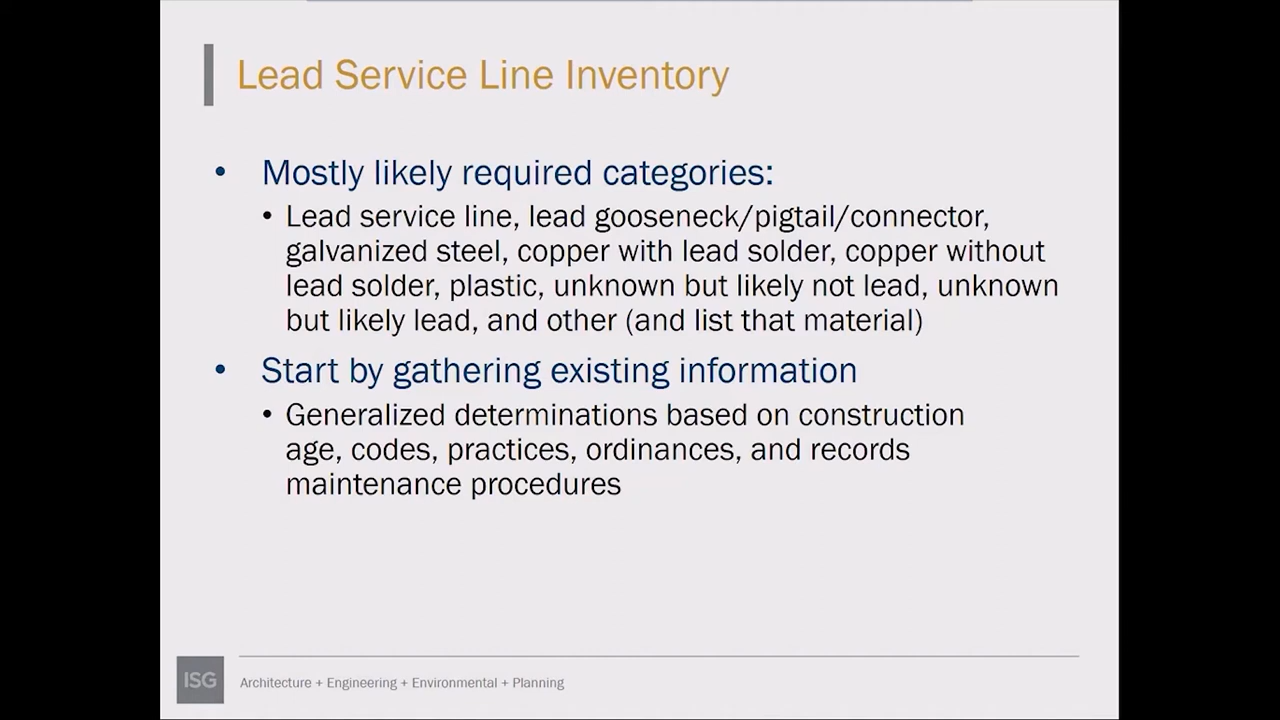 Lead Service Line Inventory
• Mostly likely required categories:
• Lead service line, lead gooseneck/pigtail/connector,
galvanized steel, copper with lead solder, copper without
lead solder, plastic, unknown but likely not lead, unknown
but likely lead, and other (and list that material)
• Start by gathering existing information
• Generalized determinations based on construction
age, codes, practices, ordinances, and records
maintenance procedures
ISG
Architecture + Engineering + Environmental + Planning